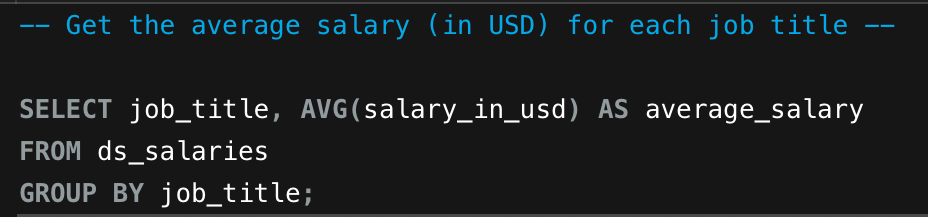 -- Get the average salary (in USD) for each job title --
SELECT job_title, AVG(salary_in_usd) AS average_salary
FROM ds_salaries
GROUP BY job_title;